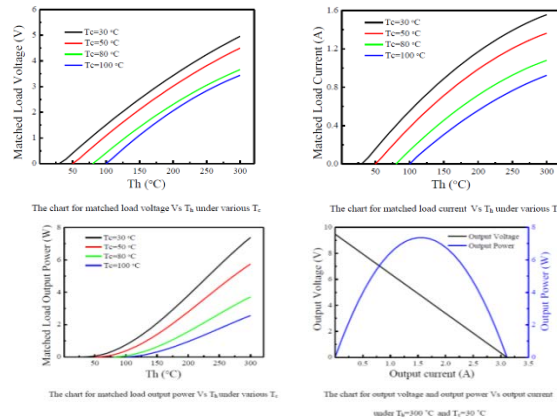 Matched Load Voltage (V)
6
5
4
3
2
1
0
Tc=30 °C
Tc=50 °C
Tc=80 °C
Tc=100 °C
0 50 100 150 200 250 300
Th (°C)
The chart for matched load voltage Vs Th under various Tc
Matched Load Current (A)
1.6
1.2
0.8
0.4
0.0
Tc=30 °C
Tc=50 °C
Tc=80 °C
Tc=100 °C
0 50 100 150 200 250 300
Th (°C)
The chart for matched load current Vs Th under various T
Matched Load Output Power (W)
8
6
4
2
0
Tc=30 °C
Tc=50 °C
Tc=80 °C
Tc=100 °C
0 50 100 150 200 250 300
Th (°C)
The chart for matched load output power Vs Th under various Tc
Output Voltage (V)
10
8
6
4
2
0
Output Voltage
Output Power
8
6
4
2
0
Output Power (W)
0.0 0.5 1.0 1.5 2.0 2.5 3.0 3.5
Output current (A)
The chart for output voltage and output power Vs output current
under Th=300 °C and Tc=30 °C